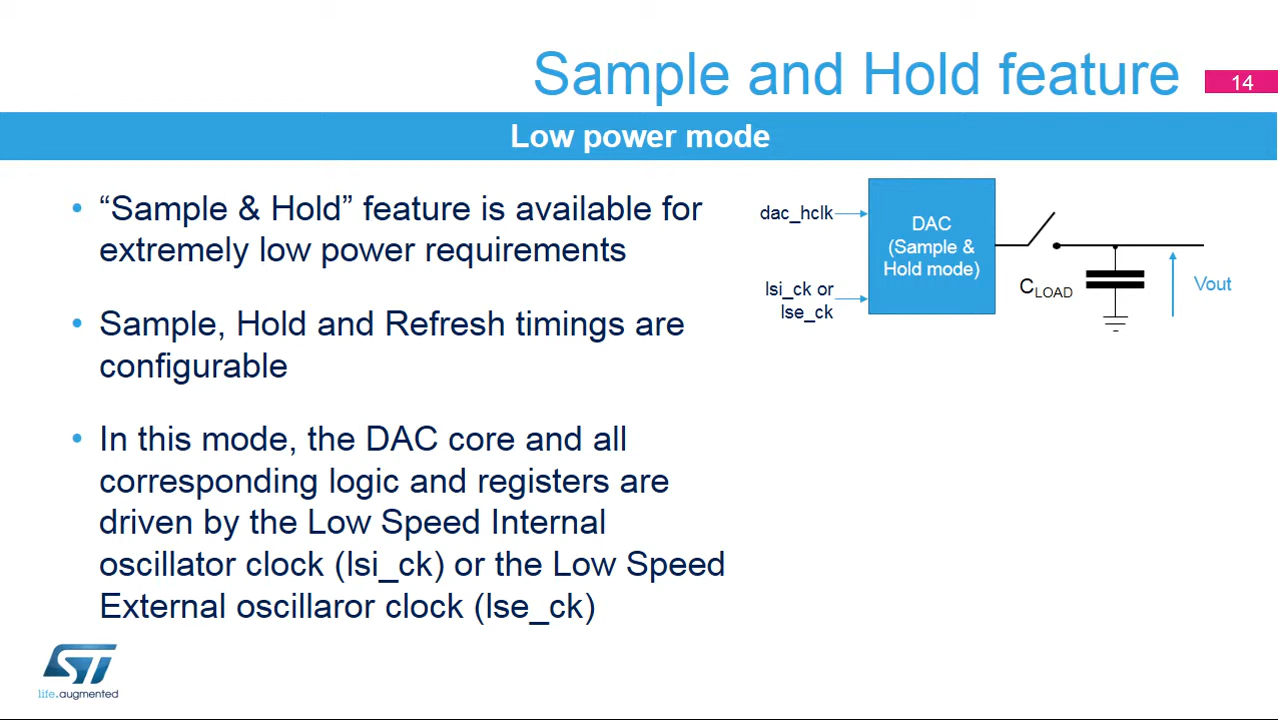 Sample and Hold feature
14
Low power mode
• “Sample & Hold” feature is available for
extremely low power requirements
• Sample, Hold and Refresh timings are
configurable
• In this mode, the DAC core and all
corresponding logic and registers are
driven by the Low Speed Internal
oscillator clock (lsi_ck) or the Low Speed
External oscillaror clock (lse_ck)
dac_hclk
lsi_ck or
lse_ck
DAC
(Sample &
Hold mode)
CLOAD
Vout
ST
life.augmented